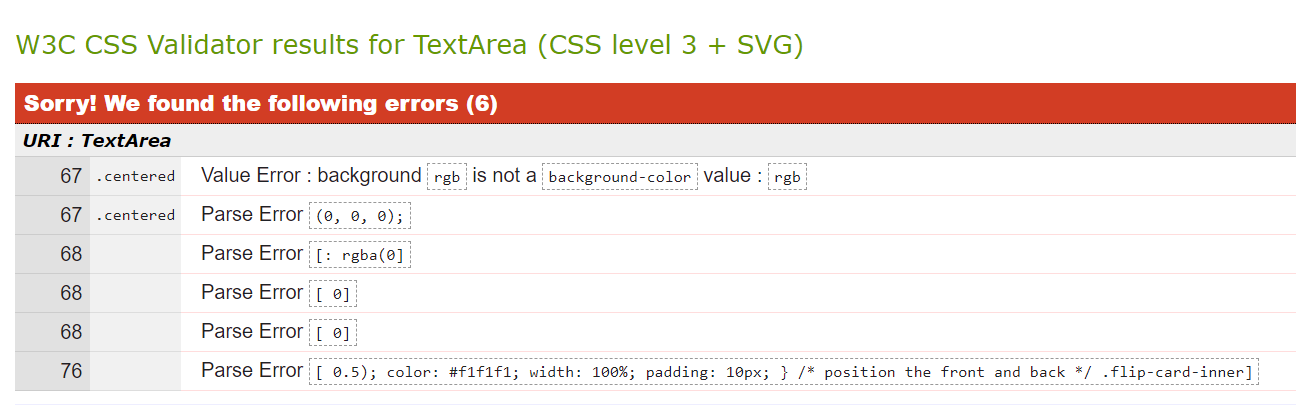 W3C CSS Validator results for TextArea (CSS level 3 + SVG)
Sorry! We found the following errors (6)
URI : TextArea
67 .centered Value Error : background rgb is not a background-color value : rgb
67 .centered Parse Error (0, 0, 0);
68 Parse Error [: rgba(0]
68 Parse Error [ 0]
68 Parse Error [ 0]
76 Parse Error [ 0.5); color: #f1f1f1; width: 100%; padding: 10px; } /* position the front and back */ .flip-card-inner]